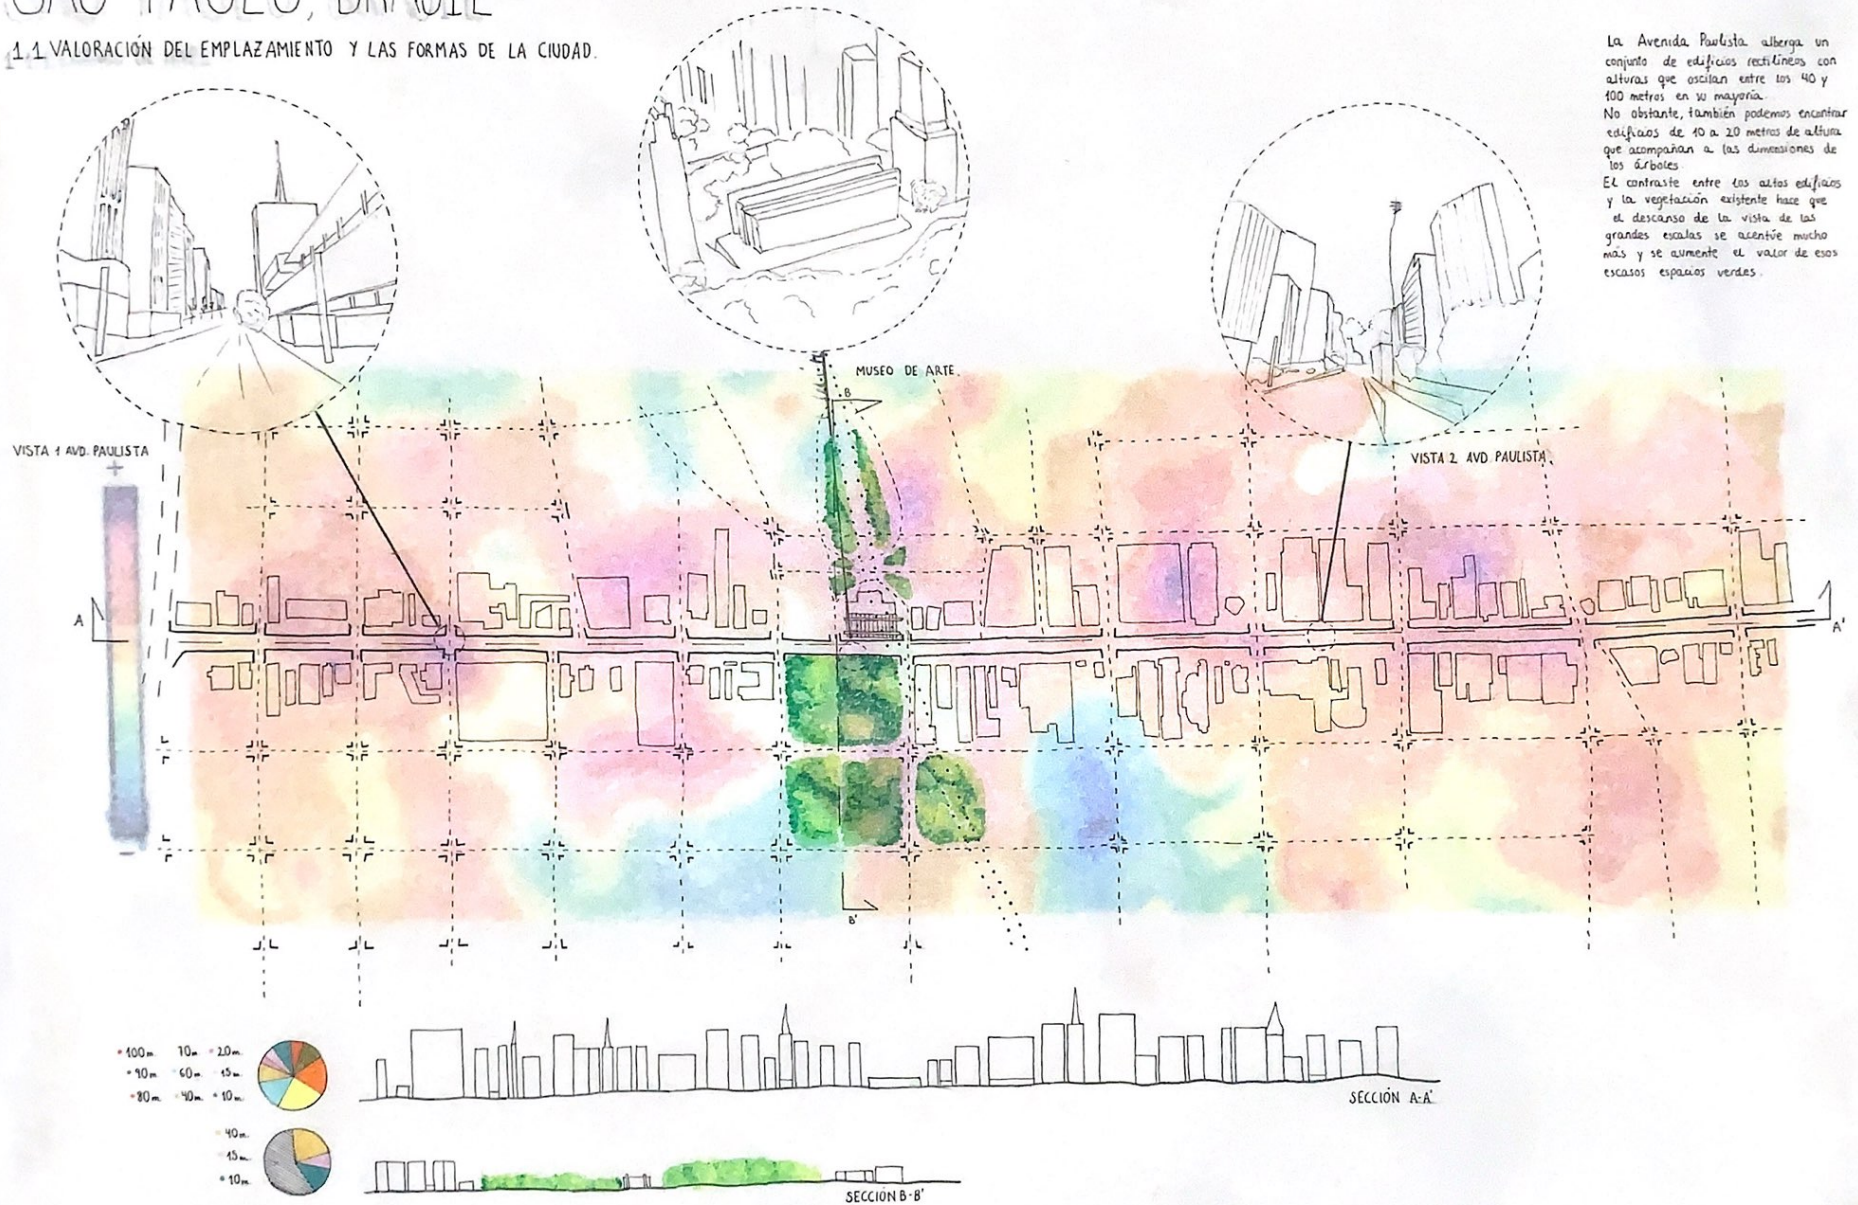 SAO PAULO, BRASIL
1.1 VALORACIÓN DEL EMPLAZAMIENTO Y LAS FORMAS DE LA CIUDAD.
La Avenida Paulista alberga un
conjunto de edificios rectilíneos con
alturas que oscilan entre los 40 y
100 metros en su mayoría.
No obstante, también podemos encontrar
edificios de 10 a 20 metros de altura
que acompañan a las dimensiones de
los árboles.
El contraste entre los altos edificios
y la vegetación existente hace que
el descanso de la vista de las
grandes escalas se acentúe mucho
más y se aumente el valor de esos
escasos espacios verdes.
MUSEO DE ARTE.
B
VISTA 1 AVD. PAULISTA
+
VISTA 2 AVD. PAULISTA.
A
A'
-
B'
100m. 70m. 20m.
90m. 60m. 15m.
80m. 40m. 10m.
SECCIÓN A-A'
40m.
15m.
10m.
SECCIÓN B-B'